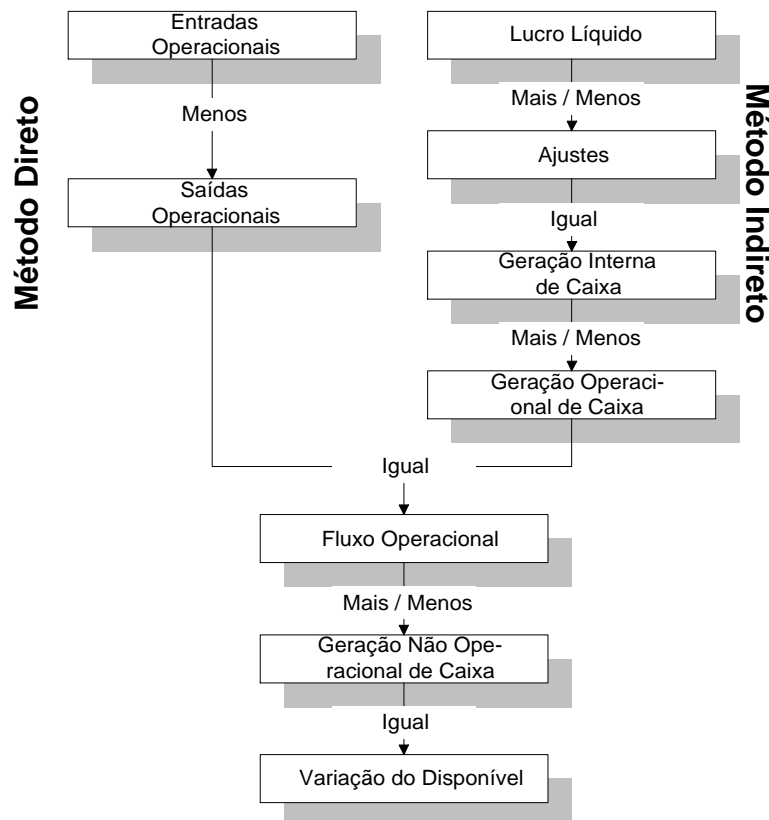 Método Direto
Entradas
Operacionais
Menos
Saídas
Operacionais
Lucro Líquido
Mais / Menos
Ajustes
Igual
Geração Interna
de Caixa
Mais / Menos
Geração Operaci-
onal de Caixa
Método Indireto
Igual
Fluxo Operacional
Mais / Menos
Geração Não Ope-
racional de Caixa
Igual
Variação do Disponível